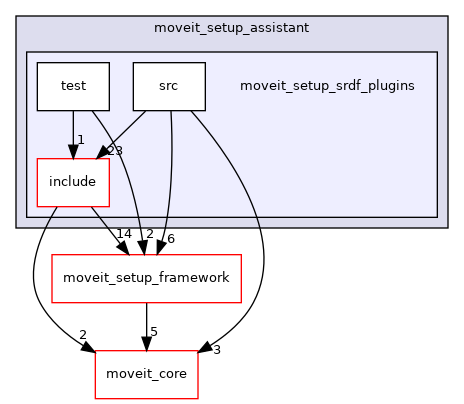 moveit_setup_assistant
test
src
moveit_setup_srdf_plugins
1
23
include
14
2
6
moveit_setup_framework
2
5
3
moveit_core